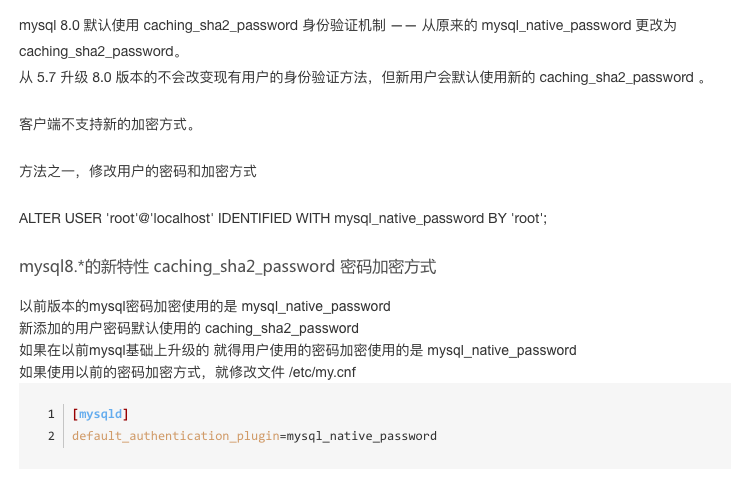 mysql 8.0 默认使用 caching_sha2_password 身份验证机制 —— 从原来的 mysql_native_password 更改为
caching_sha2_password。
从 5.7 升级 8.0 版本的不会改变现有用户的身份验证方法，但新用户会默认使用新的 caching_sha2_password 。
客户端不支持新的加密方式。
方法之一，修改用户的密码和加密方式
ALTER USER 'root'@'localhost' IDENTIFIED WITH mysql_native_password BY 'root';
mysql8.*的新特性 caching_sha2_password 密码加密方式
以前版本的mysql密码加密使用的是 mysql_native_password
新添加的用户密码默认使用的 caching_sha2_password
如果在以前mysql基础上升级的 就得用户使用的密码加密使用的是 mysql_native_password
如果使用以前的密码加密方式，就修改文件 /etc/my.cnf
1 [mysqld]
2 default_authentication_plugin=mysql_native_password